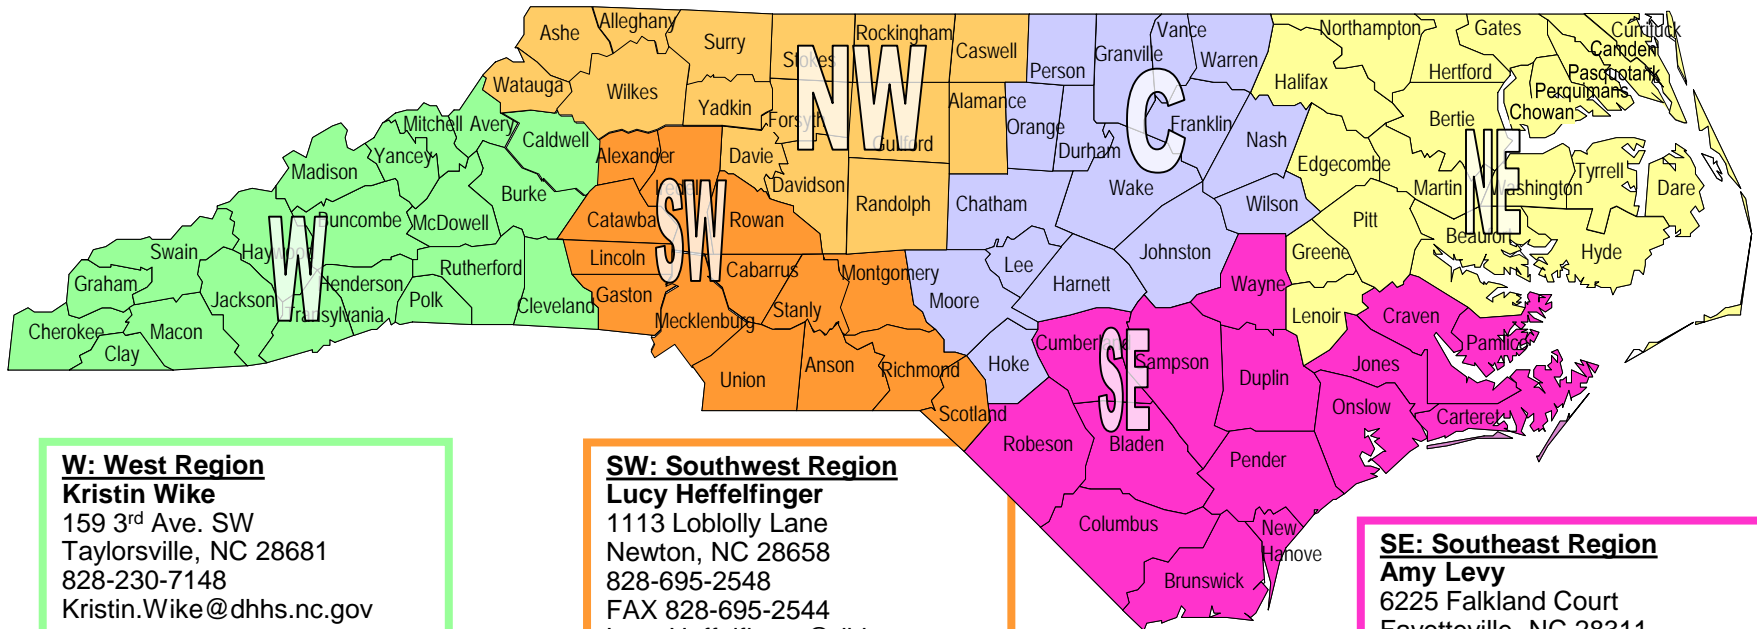 Ashe
Alleghany
Surry
Stokes
Rockingham
Caswell
Person
Granville
Vance
Warren
Northampton
Gates
Currituck
Camden
Pasquotank
Perquimans
Chowan
Hertford
Halifax
Bertie
Watauga
Wilkes
Yadkin
Forsyth
Guilford
Alamance
Orange
Durham
Franklin
Nash
Edgecombe
Martin
Washington
Tyrrell
Dare
NW
C
NE
Mitchell
Avery
Caldwell
Alexander
Iredell
Davie
Davidson
Randolph
Chatham
Wake
Wilson
Pitt
Beaufort
Hyde
Madison
Yancey
Burke
Catawba
Rowan
SW
Buncombe
McDowell
Swain
Haywood
W
Graham
Jackson
Henderson
Transylvania
Polk
Rutherford
Cleveland
Lincoln
Gaston
Cabarrus
Stanly
Montgomery
Mecklenburg
Moore
Lee
Harnett
Johnston
Wayne
Greene
Lenoir
Craven
Pamlico
Cherokee
Clay
Macon
Union
Anson
Richmond
Scotland
Hoke
Cumberland
SE
Sampson
Duplin
Jones
Onslow
Carteret
Robeson
Bladen
Pender
Columbus
Brunswick
New
Hanove
W: West Region
Kristin Wike
159 3rd Ave. SW
Taylorsville, NC 28681
828-230-7148
Kristin.Wike@dhhs.nc.gov
SW: Southwest Region
Lucy Heffelfinger
1113 Loblolly Lane
Newton, NC 28658
828-695-2548
FAX 828-695-2544
SE: Southeast Region
Amy Levy
6225 Falkland Court
Fayetteville, NC 28311